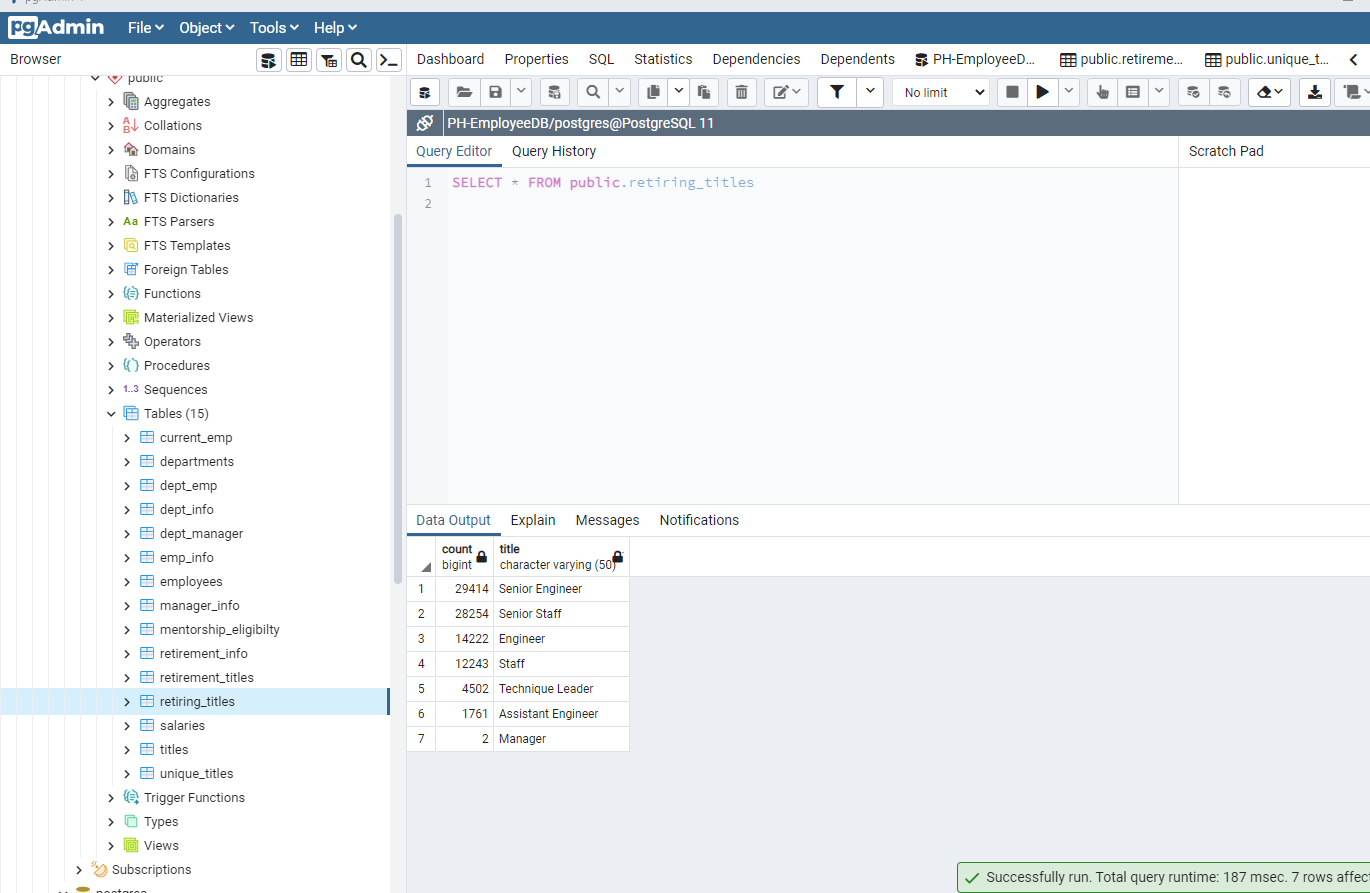 pgAdmin File Object Tools Help
Browser
Dashboard Properties SQL Statistics Dependencies Dependents PH-EmployeeD... public.retireme... public.unique_t...
No limit
PH-EmployeeDB/postgres@PostgreSQL 11
Query Editor Query History
Scratch Pad
1 SELECT * FROM public.retiring_titles
2
public
Aggregates
Collations
Domains
FTS Configurations
FTS Dictionaries
Aa FTS Parsers
FTS Templates
Foreign Tables
Functions
Materialized Views
Operators
Procedures
1..3 Sequences
Tables (15)
current_emp
departments
dept_emp
dept_info
dept_manager
emp_info
employees
manager_info
mentorship_eligibilty
retirement_info
retirement_titles
retiring_titles
salaries
titles
unique_titles
Trigger Functions
Types
Views
Subscriptions
postgres
Data Output Explain Messages Notifications
count title
bigint character varying (50)
1 29414 Senior Engineer
2 28254 Senior Staff
3 14222 Engineer
4 12243 Staff
5 4502 Technique Leader
6 1761 Assistant Engineer
7 2 Manager
Successfully run. Total query runtime: 187 msec. 7 rows affec